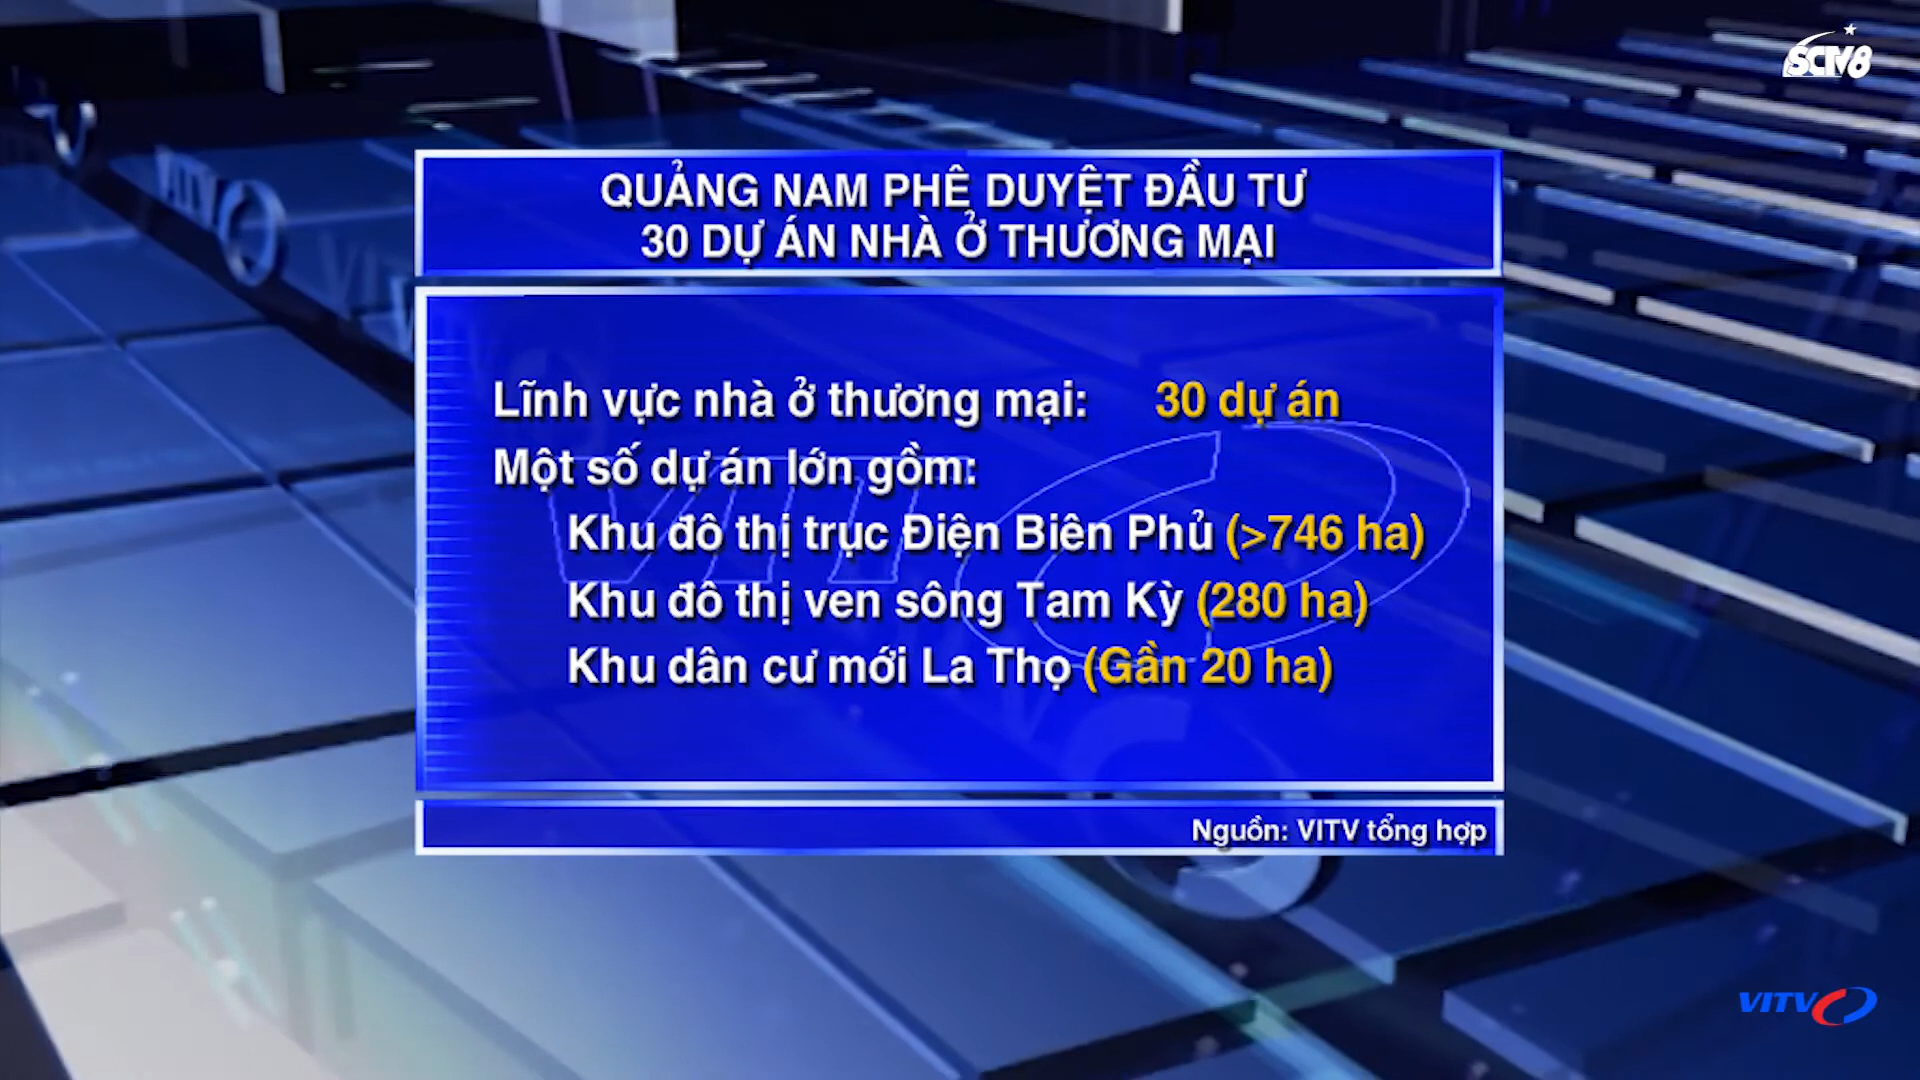 SCTV8
QUẢNG NAM PHÊ DUYỆT ĐẦU TƯ
30 DỰ ÁN NHÀ Ở THƯƠNG MẠI
Lĩnh vực nhà ở thương mại: 30 dự án
Một số dự án lớn gồm:
Khu đô thị trục Điện Biên Phủ (>746 ha)
Khu đô thị ven sông Tam Kỳ (280 ha)
Khu dân cư mới La Thọ (Gần 20 ha)
Nguồn: VITV tổng hợp
VITV